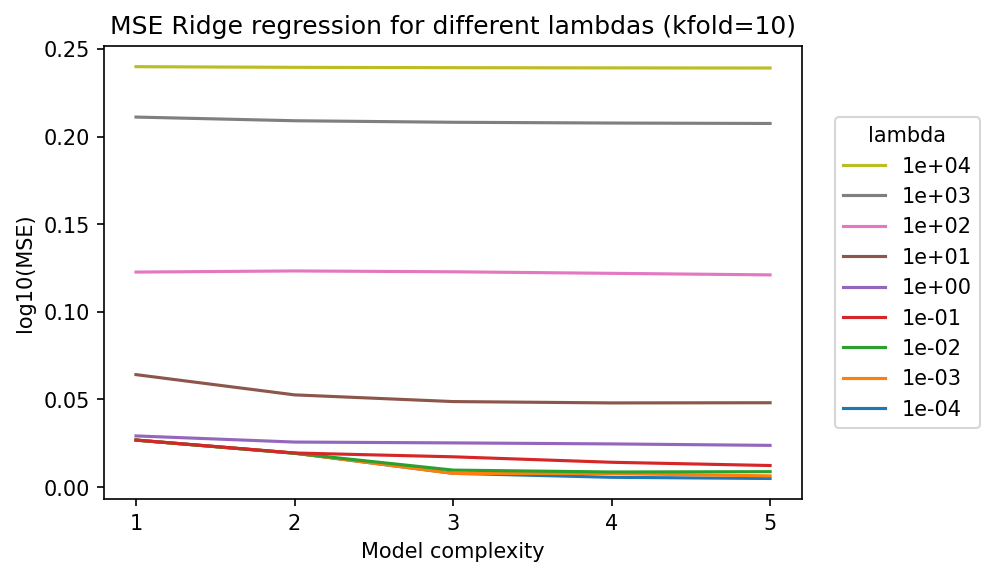 MSE Ridge regression for different lambdas (kfold=10)
0.25
0.20
0.15
0.10
0.05
0.00
log10(MSE)
1 2 3 4 5
Model complexity
lambda
1e+04
1e+03
1e+02
1e+01
1e+00
1e-01
1e-02
1e-03
1e-04